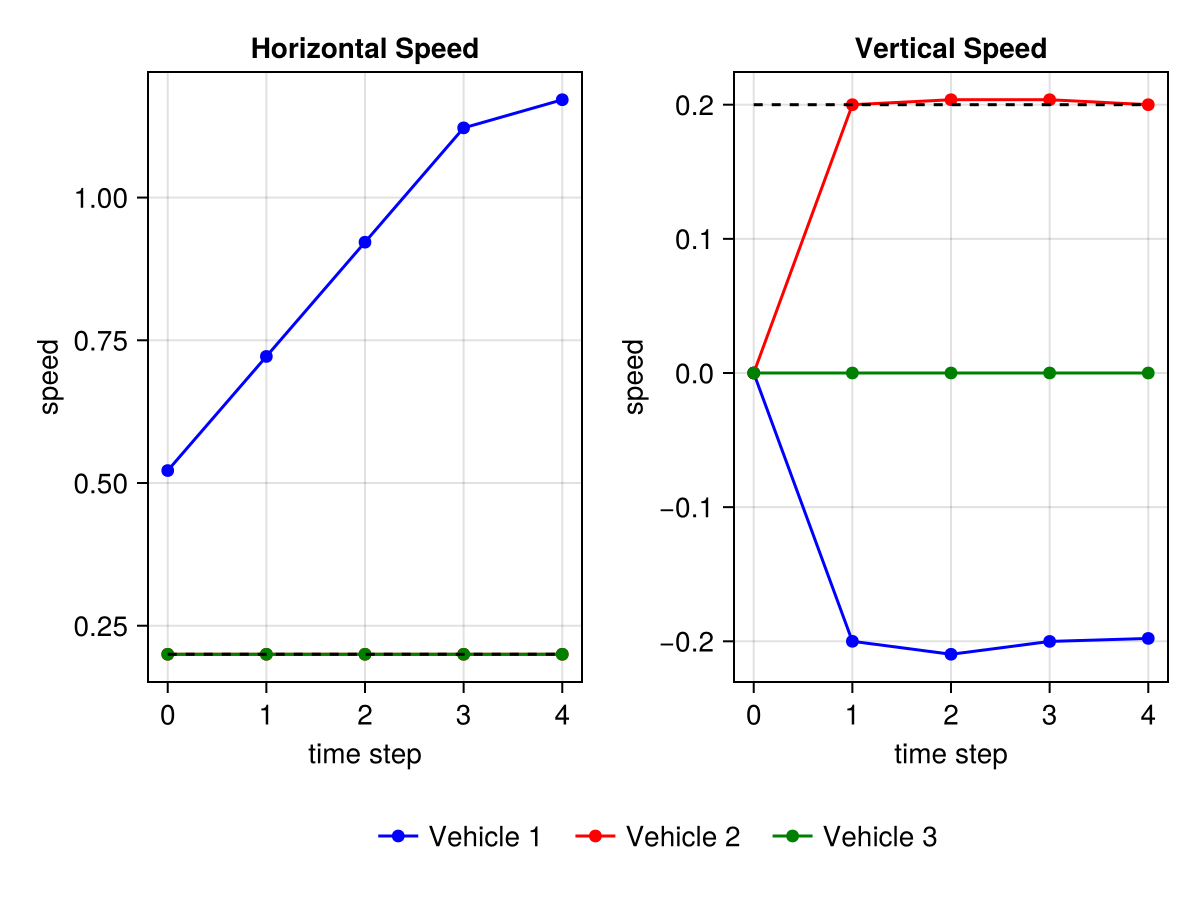 Horizontal Speed
speed
1.00
0.75
0.50
0.25
0 1 2 3 4
time step
Vertical Speed
speed
0.2
0.1
0.0
−0.1
−0.2
0 1 2 3 4
time step
Vehicle 1 Vehicle 2 Vehicle 3